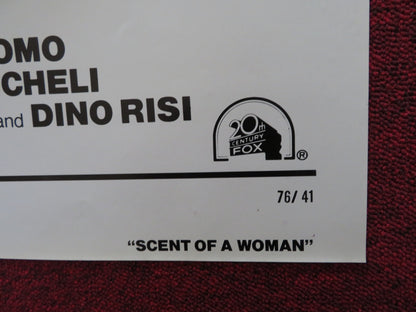 OMO
CHELI
and DINO RISI
20th
CENTURY
FOX
®
76/41
"SCENT OF A WOMAN"